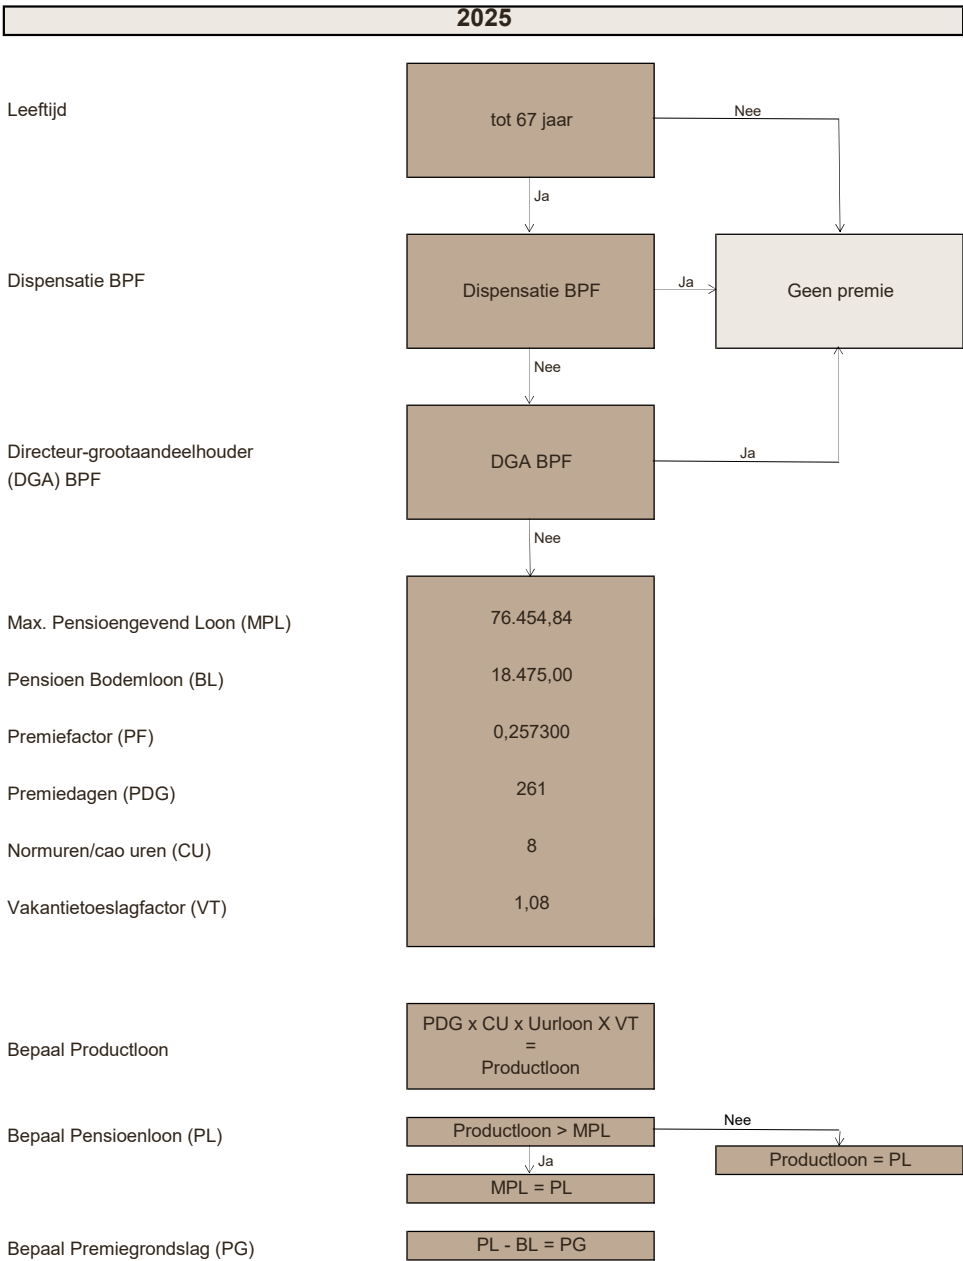 2025
Leeftijd
tot 67 jaar
Nee
Ja
Dispensatie BPF
Dispensatie BPF
Ja
Geen premie
Nee
Directeur-grootaandeelhouder
(DGA) BPF
DGA BPF
Ja
Nee
Max. Pensioengevend Loon (MPL)
76.454,84
Pensioen Bodemloon (BL)
18.475,00
Premiefactor (PF)
0,257300
Premiedagen (PDG)
261
Normuren/cao uren (CU)
8
Vakantietoeslagfactor (VT)
1,08
Bepaal Productloon
PDG x CU x Uurloon X VT
=
Productloon
Bepaal Pensioenloon (PL)
Productloon > MPL
Nee
Productloon = PL
Ja
MPL = PL
Bepaal Premiegrondslag (PG)
PL - BL = PG